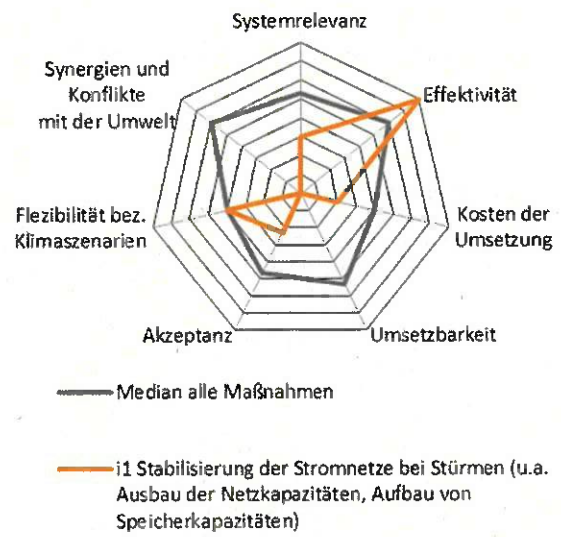 Systemrelevanz
Synergien und
Konflikte
mit der Umwelt
Effektivität
Flezibilität bez.
Klimaszenarien
Kosten der
Umsetzung
Akzeptanz
Umsetzbarkeit
Median alle Maßnahmen
i1 Stabilisierung der Stromnetze bei Stürmen (u.a.
Ausbau der Netzkapazitäten, Aufbau von
Speicherkapazitäten)